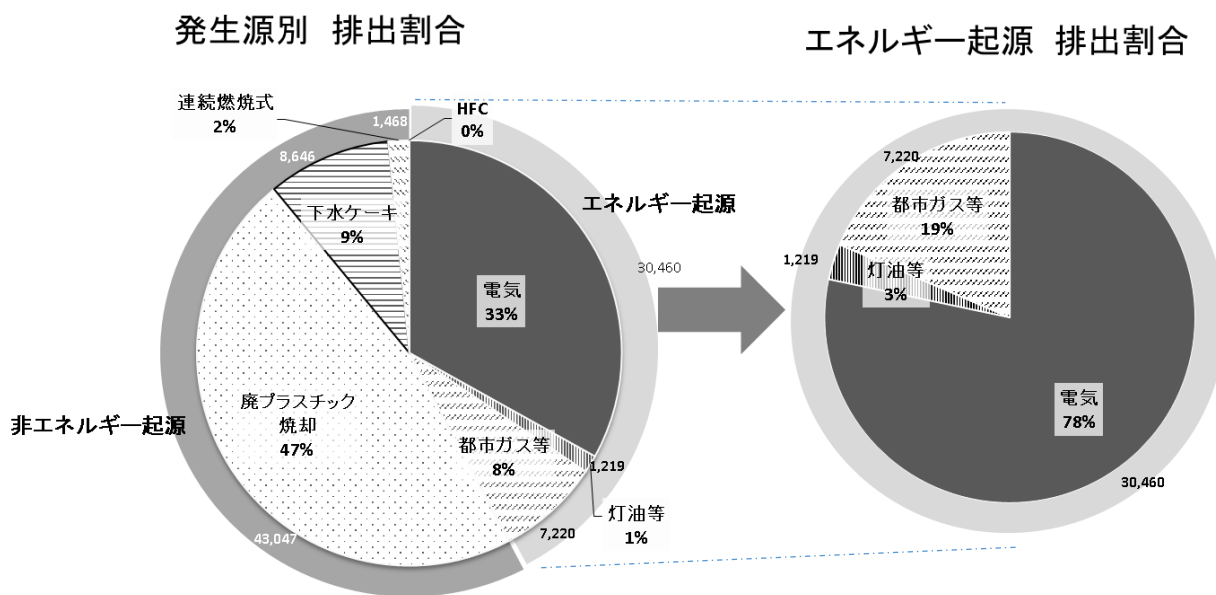 発生源別 排出割合
エネルギー起源 排出割合
連続燃焼式
2%
1,468
HFC
0%
8,646
下水ケーキ
9%
エネルギー起源
30,460
電気
33%
廃プラスチック
焼却
47%
非エネルギー起源
都市ガス等
8%
1,219
灯油等
1%
7,220
43,047
7,220
都市ガス等
19%
1,219
灯油等
3%
電気
78%
30,460